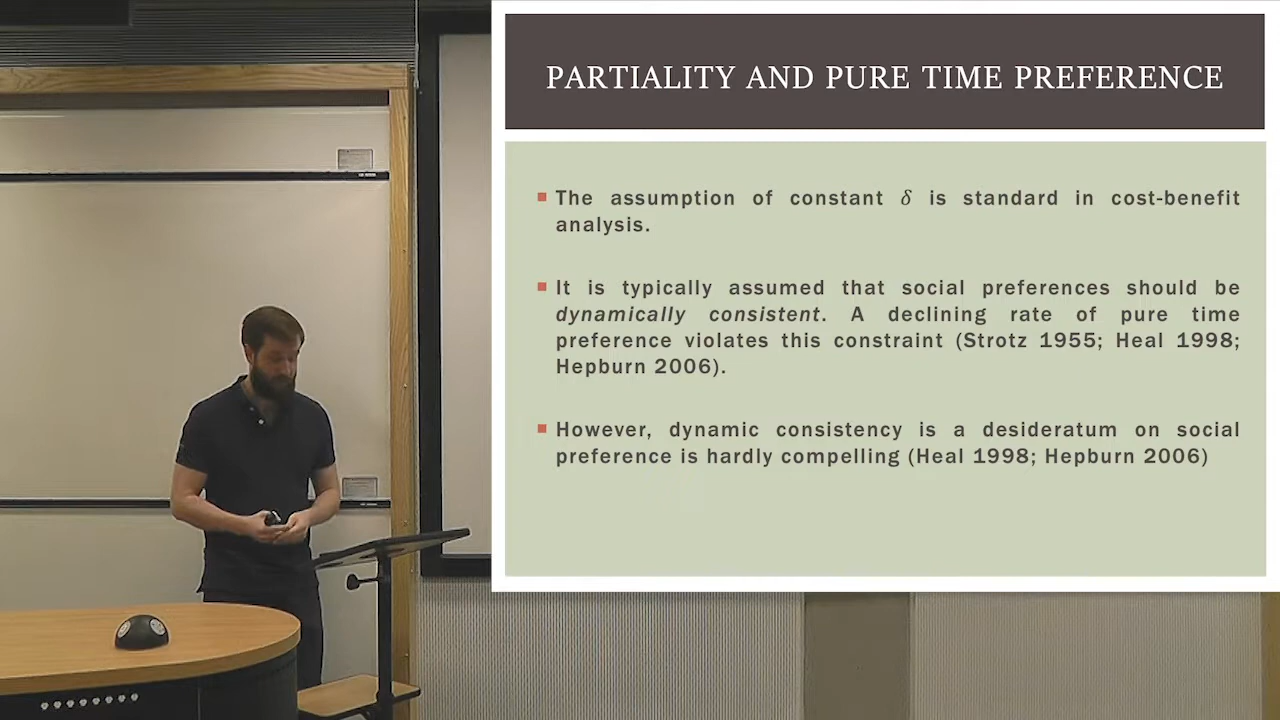 PARTIALITY AND PURE TIME PREFERENCE
The assumption of constant δ is standard in cost-benefit
analysis.
It is typically assumed that social preferences should be
dynamically consistent. A declining rate of pure time
preference violates this constraint (Strotz 1955; Heal 1998;
Hepburn 2006).
However, dynamic consistency is a desideratum on social
preference is hardly compelling (Heal 1998; Hepburn 2006)